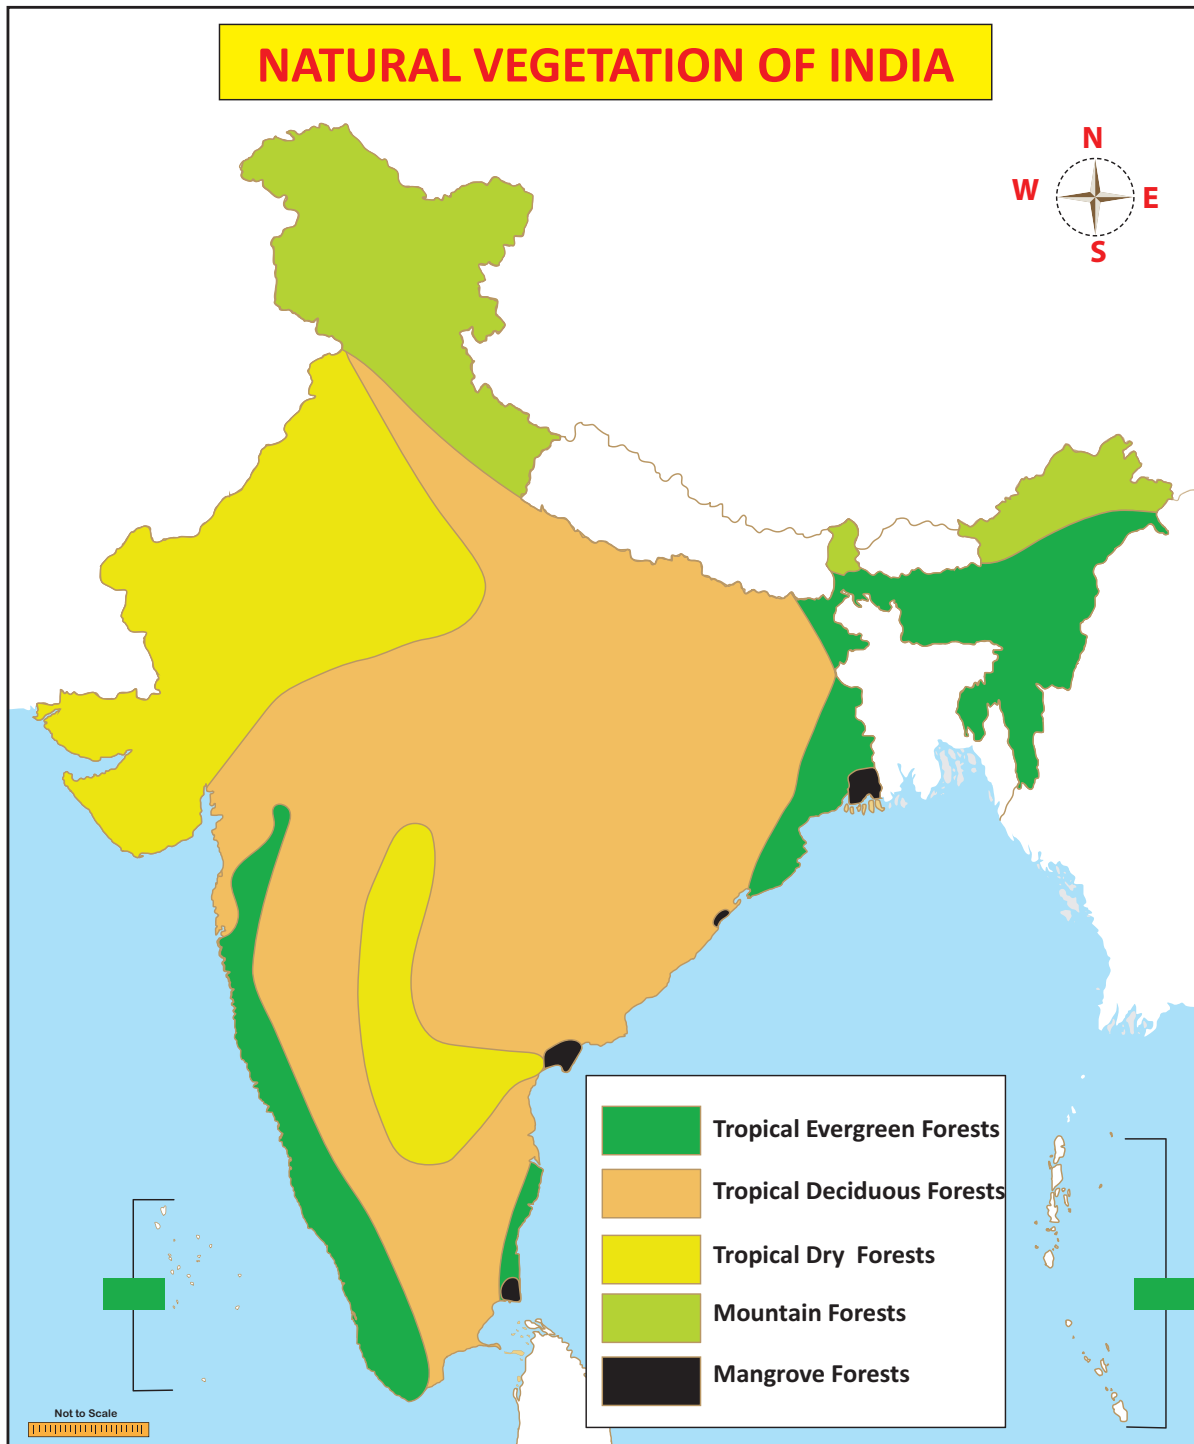 NATURAL VEGETATION OF INDIA
N
W
E
S
Tropical Evergreen Forests
Tropical Deciduous Forests
Tropical Dry  Forests
Mountain Forests
Mangrove Forests
Not to Scale